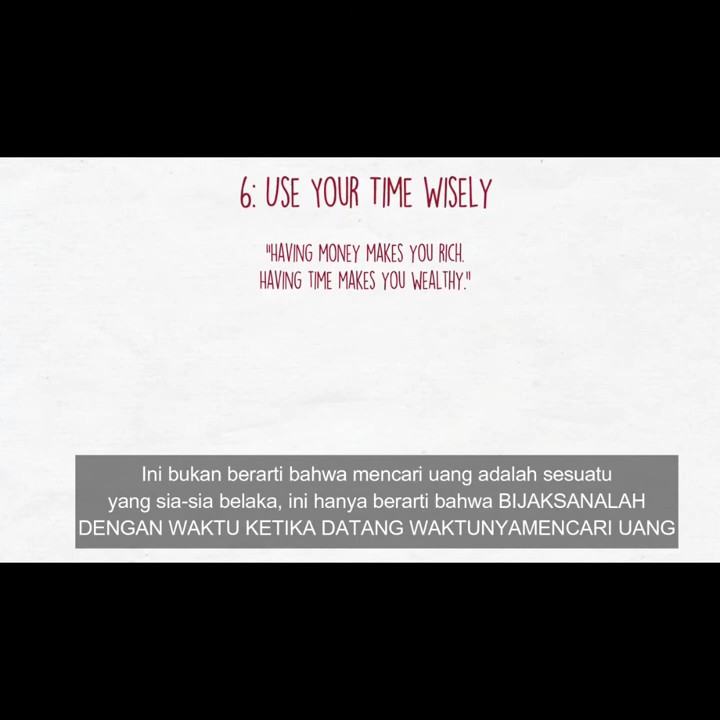 6: USE YOUR TIME WISELY
"HAVING MONEY MAKES YOU RICH.
HAVING TIME MAKES YOU WEALTHY."
Ini bukan berarti bahwa mencari uang adalah sesuatu
yang sia-sia belaka, ini hanya berarti bahwa BIJAKSANALAH
DENGAN WAKTU KETIKA DATANG WAKTUNYAMENCARI UANG